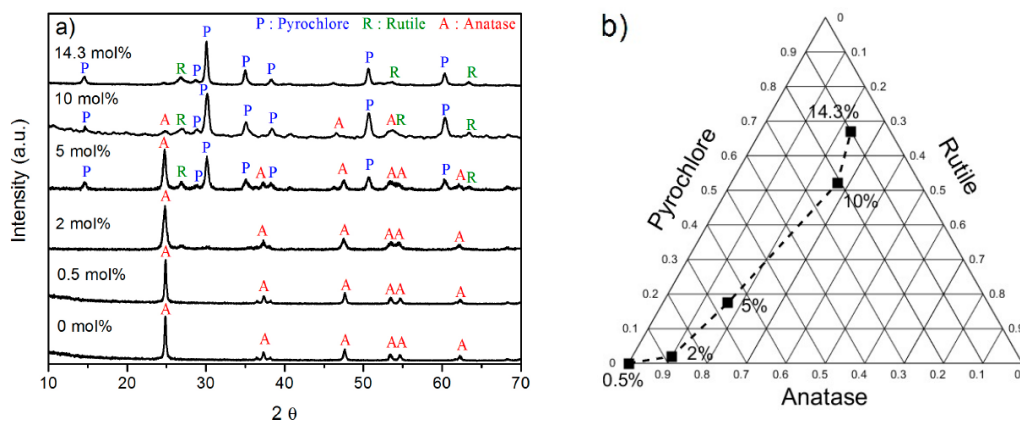 a)
P : Pyrochlore R : Rutile A : Anatase
14.3 mol%
P R P P P P P R P R
10 mol%
P A R P P P P A P A R P R
5 mol%
P A R P P P A P A P AA P A R
2 mol%
A A A AA A
0.5 mol%
A A A AA A
0 mol%
A A A AA A
Intensity (a.u.)
10 20 30 40 50 60 70
2 θ
b)
0
0.9 0.1
0.8 0.2
0.7 14.3% 0.3
0.6
0.5 10% 0.5
0.4 0.6
0.3 0.7
0.2 5% 0.8
0.1 2% 0.9
0 0.5% 0.9 0.8 0.7 0.6 0.5 0.4 0.3 0.2 0.1 0
Pyrochlore
Rutile
Anatase